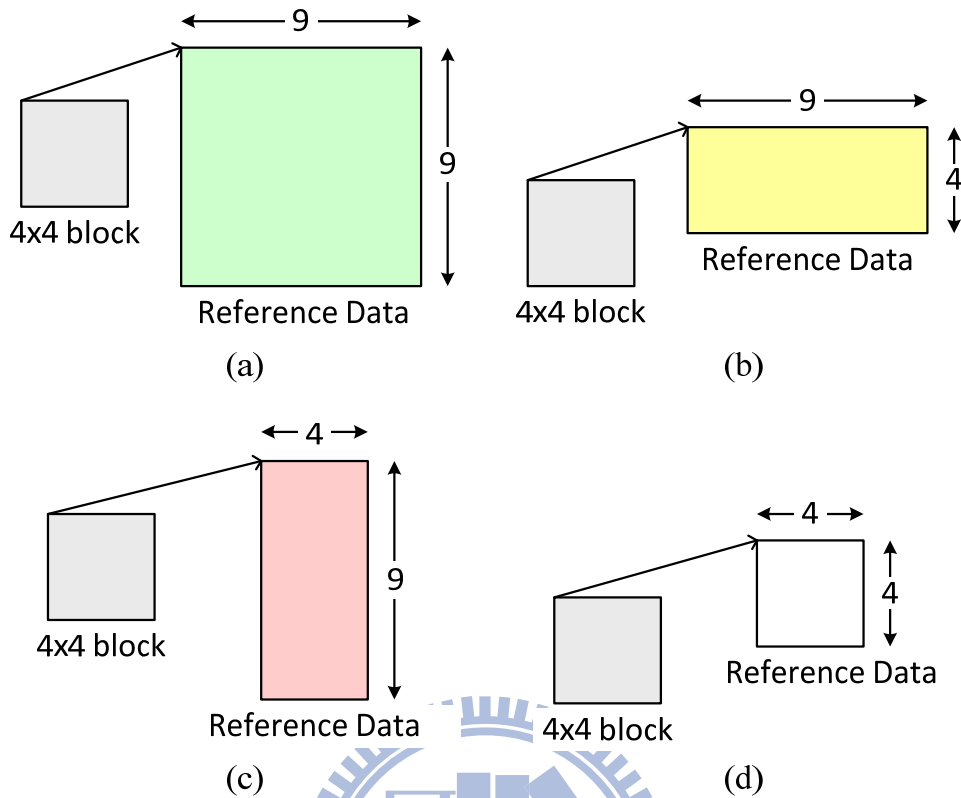 9
9
4x4 block
Reference Data
(a)
9
4
4x4 block
Reference Data
(b)
4
9
4x4 block
Reference Data
(c)
4
4
4x4 block
Reference Data
(d)